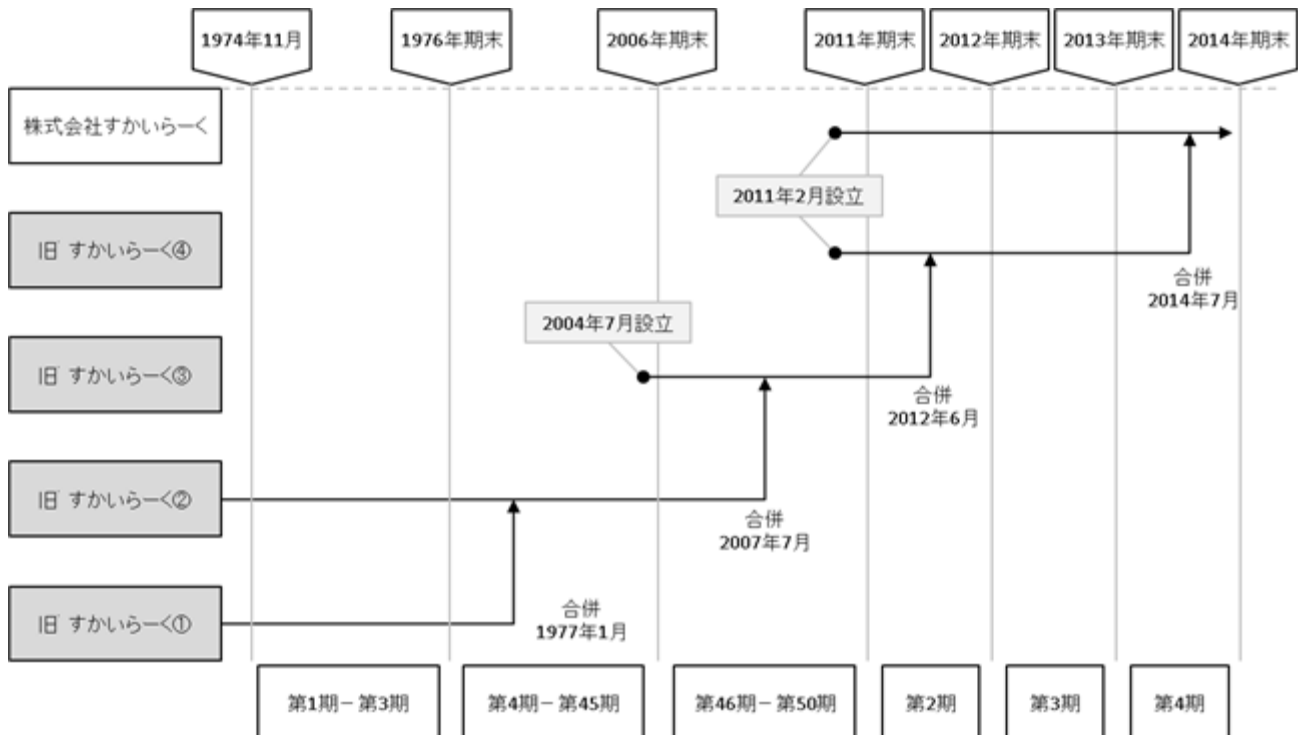 1974年11月
1976年期末
2006年期末
2011年期末
2012年期末
2013年期末
2014年期末
株式会社すかいらーく
2011年2月設立
旧 すかいらーく④
合併
2014年7月
2004年7月設立
旧 すかいらーく③
合併
2012年6月
旧 すかいらーく②
合併
2007年7月
旧 すかいらーく①
合併
1977年1月
第1期－第3期
第4期－第45期
第46期－第50期
第2期
第3期
第4期